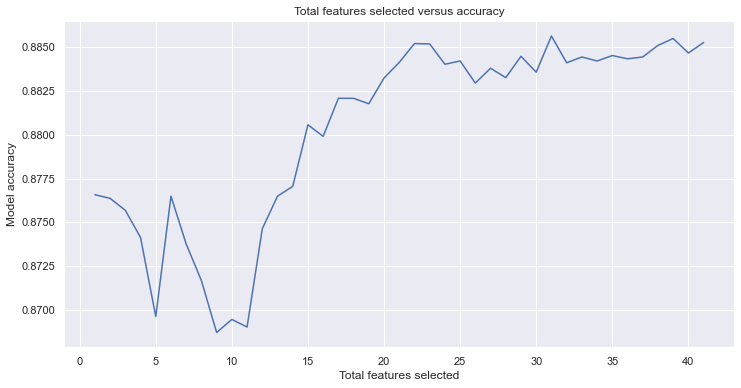 Total features selected versus accuracy
Model accuracy
0.8850
0.8825
0.8800
0.8775
0.8750
0.8725
0.8700
0 5 10 15 20 25 30 35 40
Total features selected